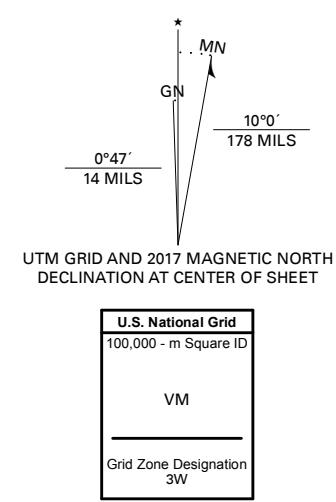 ★
MN
GN
10°0´
178 MILS
0°47´
14 MILS
UTM GRID AND 2017 MAGNETIC NORTH
DECLINATION AT CENTER OF SHEET
U.S. National Grid
100,000 - m Square ID
VM
Grid Zone Designation
3W